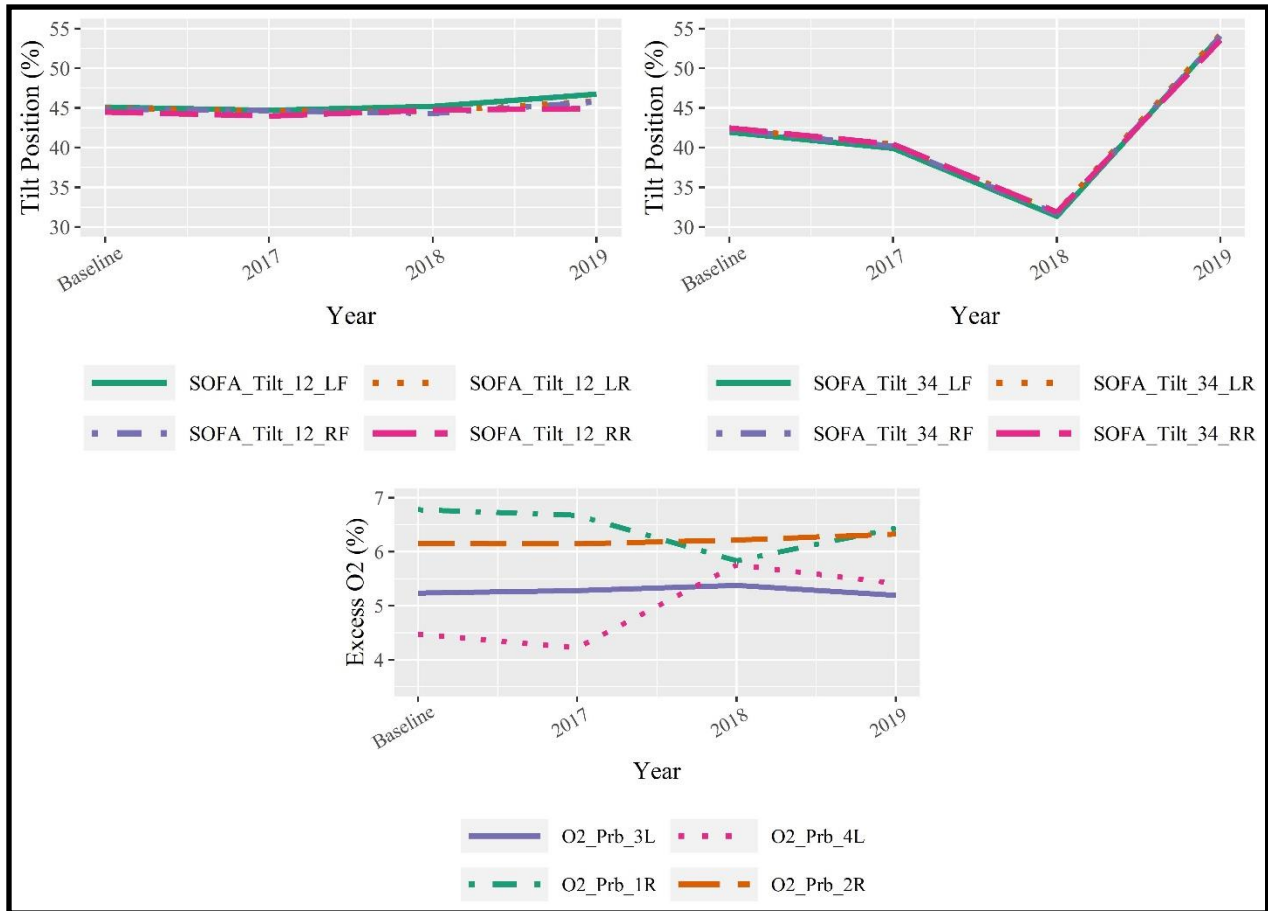 Tilt Position (%)
55
50
45
40
35
30
Baseline
2017
2018
2019
Year
SOFA_Tilt_12_LF
SOFA_Tilt_12_LR
SOFA_Tilt_12_RF
SOFA_Tilt_12_RR
Tilt Position (%)
55
50
45
40
35
30
Baseline
2017
2018
2019
Year
SOFA_Tilt_34_LF
SOFA_Tilt_34_LR
SOFA_Tilt_34_RF
SOFA_Tilt_34_RR
Excess O2 (%)
7
6
5
4
Baseline
2017
2018
2019
Year
O2_Prb_3L
O2_Prb_4L
O2_Prb_1R
O2_Prb_2R